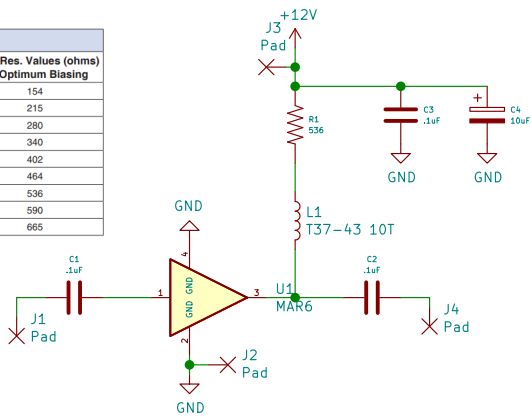 Res. Values (ohms)
Optimum Biasing
154
215
280
340
402
464
536
590
665
+12V
J3
Pad
R1
536
C3
.1uF
+
C4
10uF
GND
GND
L1
T37-43 10T
GND
C1
.1uF
4
GND GND
1
3
2
U1
MAR6
C2
.1uF
J1
Pad
J4
Pad
J2
Pad
GND